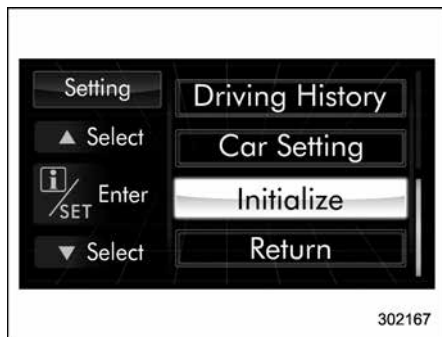 Setting
▲ Select
i/SET Enter
▼ Select
Driving History
Car Setting
Initialize
Return
302167